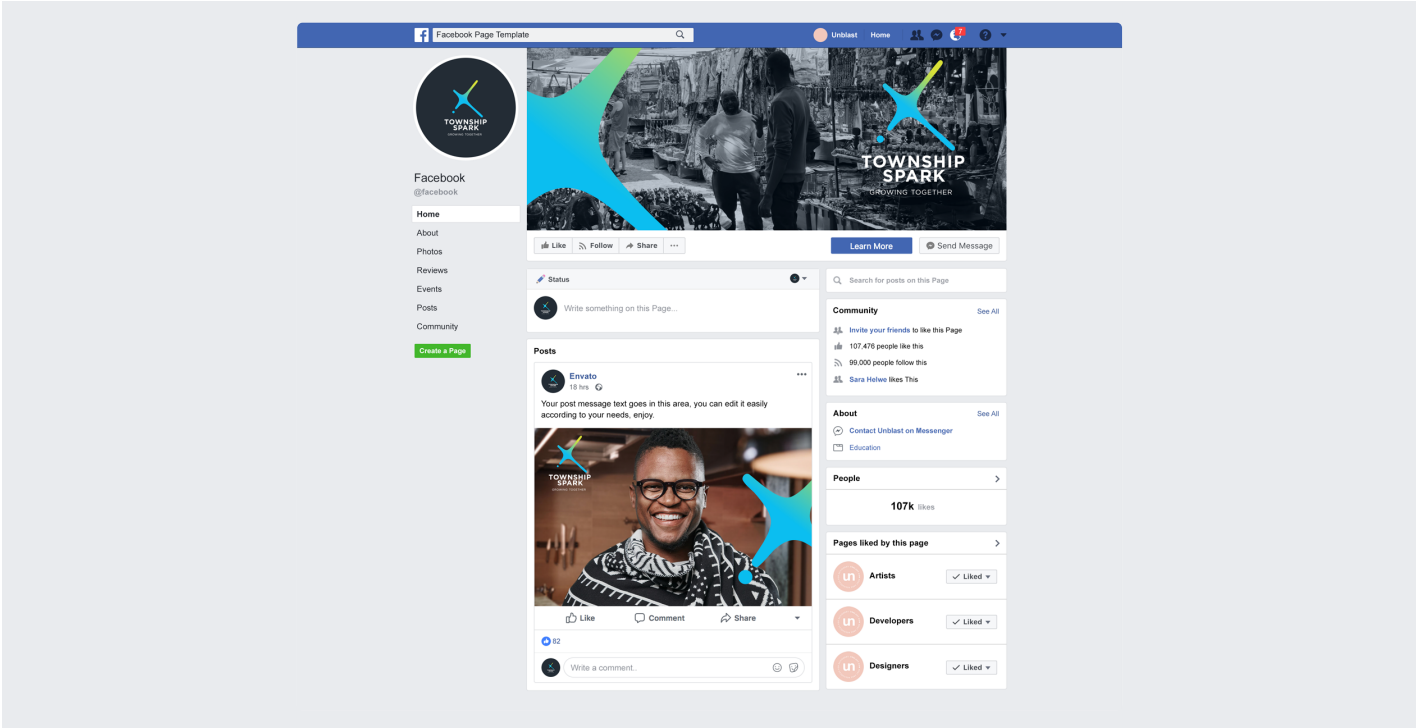 Facebook Page Template
Unblast
Home
7
TOWNSHIP
SPARK
GROWING TOGETHER
Facebook
@facebook
Home
About
Photos
Reviews
Events
Posts
Community
Create a Page
TOWNSHIP
SPARK
GROWING TOGETHER
Like
Follow
Share
Learn More
Send Message
Status
Write something on this Page...
Posts
Envato
18 hrs
Your post message text goes in this area, you can edit it easily
according to your needs, enjoy.
TOWNSHIP
SPARK
GROWING TOGETHER
Like
Comment
Share
82
Write a comment..
Search for posts on this Page
Community
See All
Invite your friends to like this Page
107,476 people like this
99,000 people follow this
Sara Helwe likes This
About
See All
Contact Unblast on Messenger
Education
People
107k likes
Pages liked by this page
un
Artists
Liked
un
Developers
Liked
un
Designers
Liked